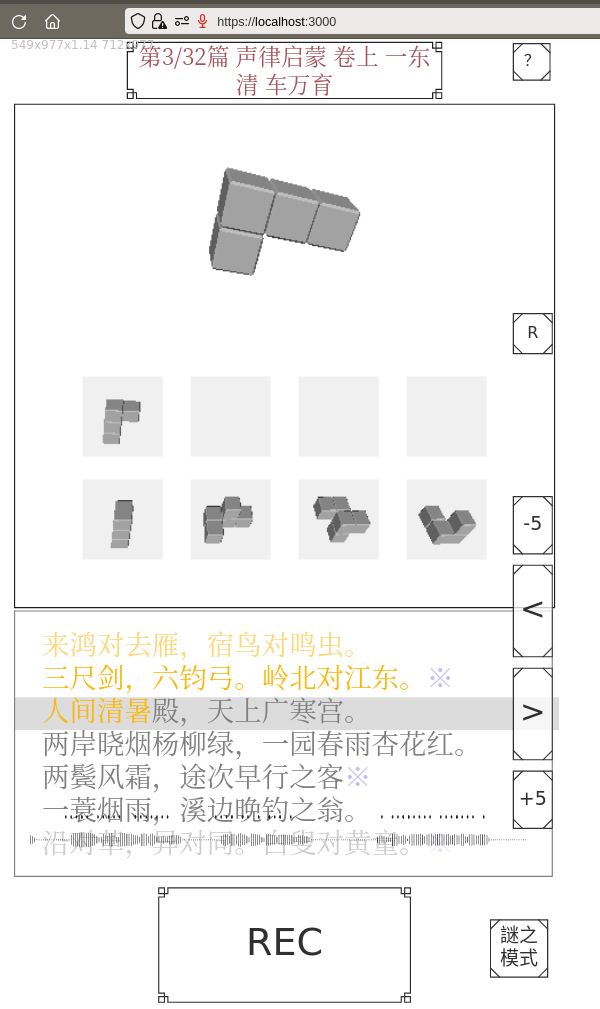 https://localhost:3000
第3/32篇 声律启蒙 卷上 一东
清 车万育
?
R
-5
<
>
+5
来鸿对去雁，宿鸟对鸣虫。
三尺剑，六钧弓。岭北对江东。※
人间清暑殿，天上广寒宫。
两岸晓烟杨柳绿，一园春雨杏花红。
两鬓风霜，途次早行之客※
一蓑烟雨，溪边晚钓之翁。
沿对革，异对同。白叟对黄童。※
REC
謎之
模式